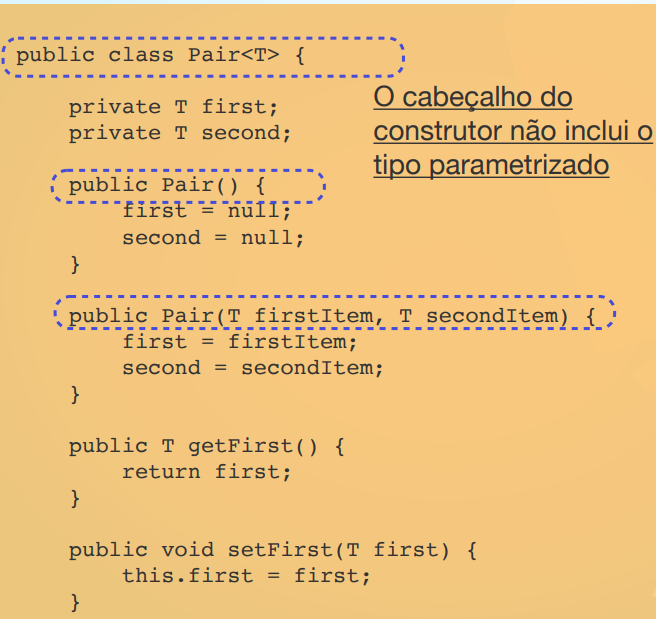 public class Pair<T> {
private T first;
private T second;
O cabeçalho do
construtor não inclui o
tipo parametrizado
public Pair() {
first = null;
second = null;
}
public Pair(T firstItem, T secondItem) {
first = firstItem;
second = secondItem;
}
public T getFirst() {
return first;
}
public void setFirst(T first) {
this.first = first;
}